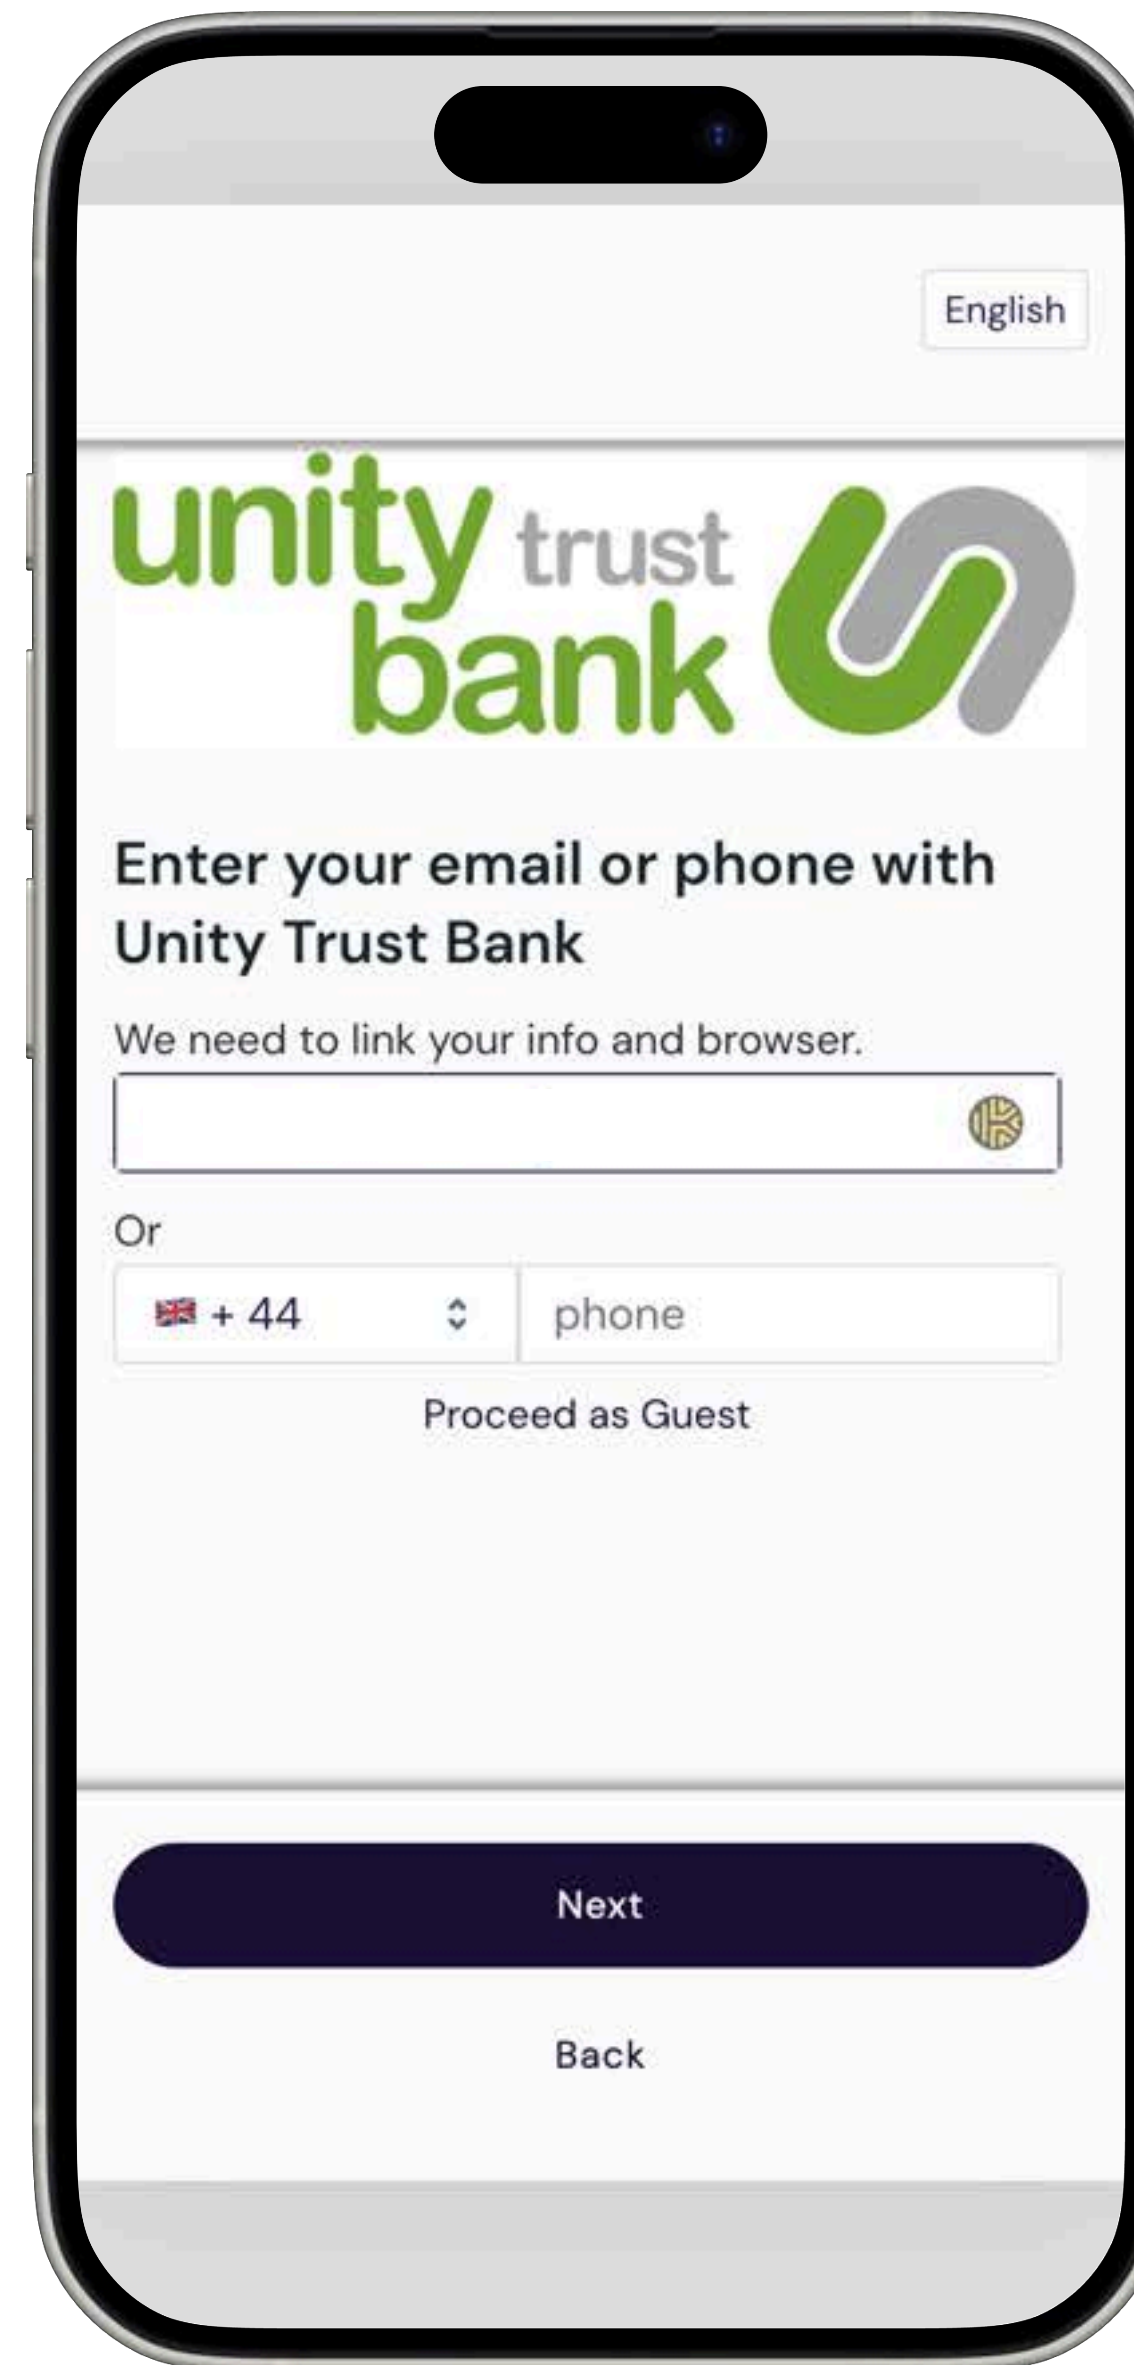 English
unity trust
bank
Enter your email or phone with
Unity Trust Bank
We need to link your info and browser.
Or
+ 44
phone
Proceed as Guest
Next
Back